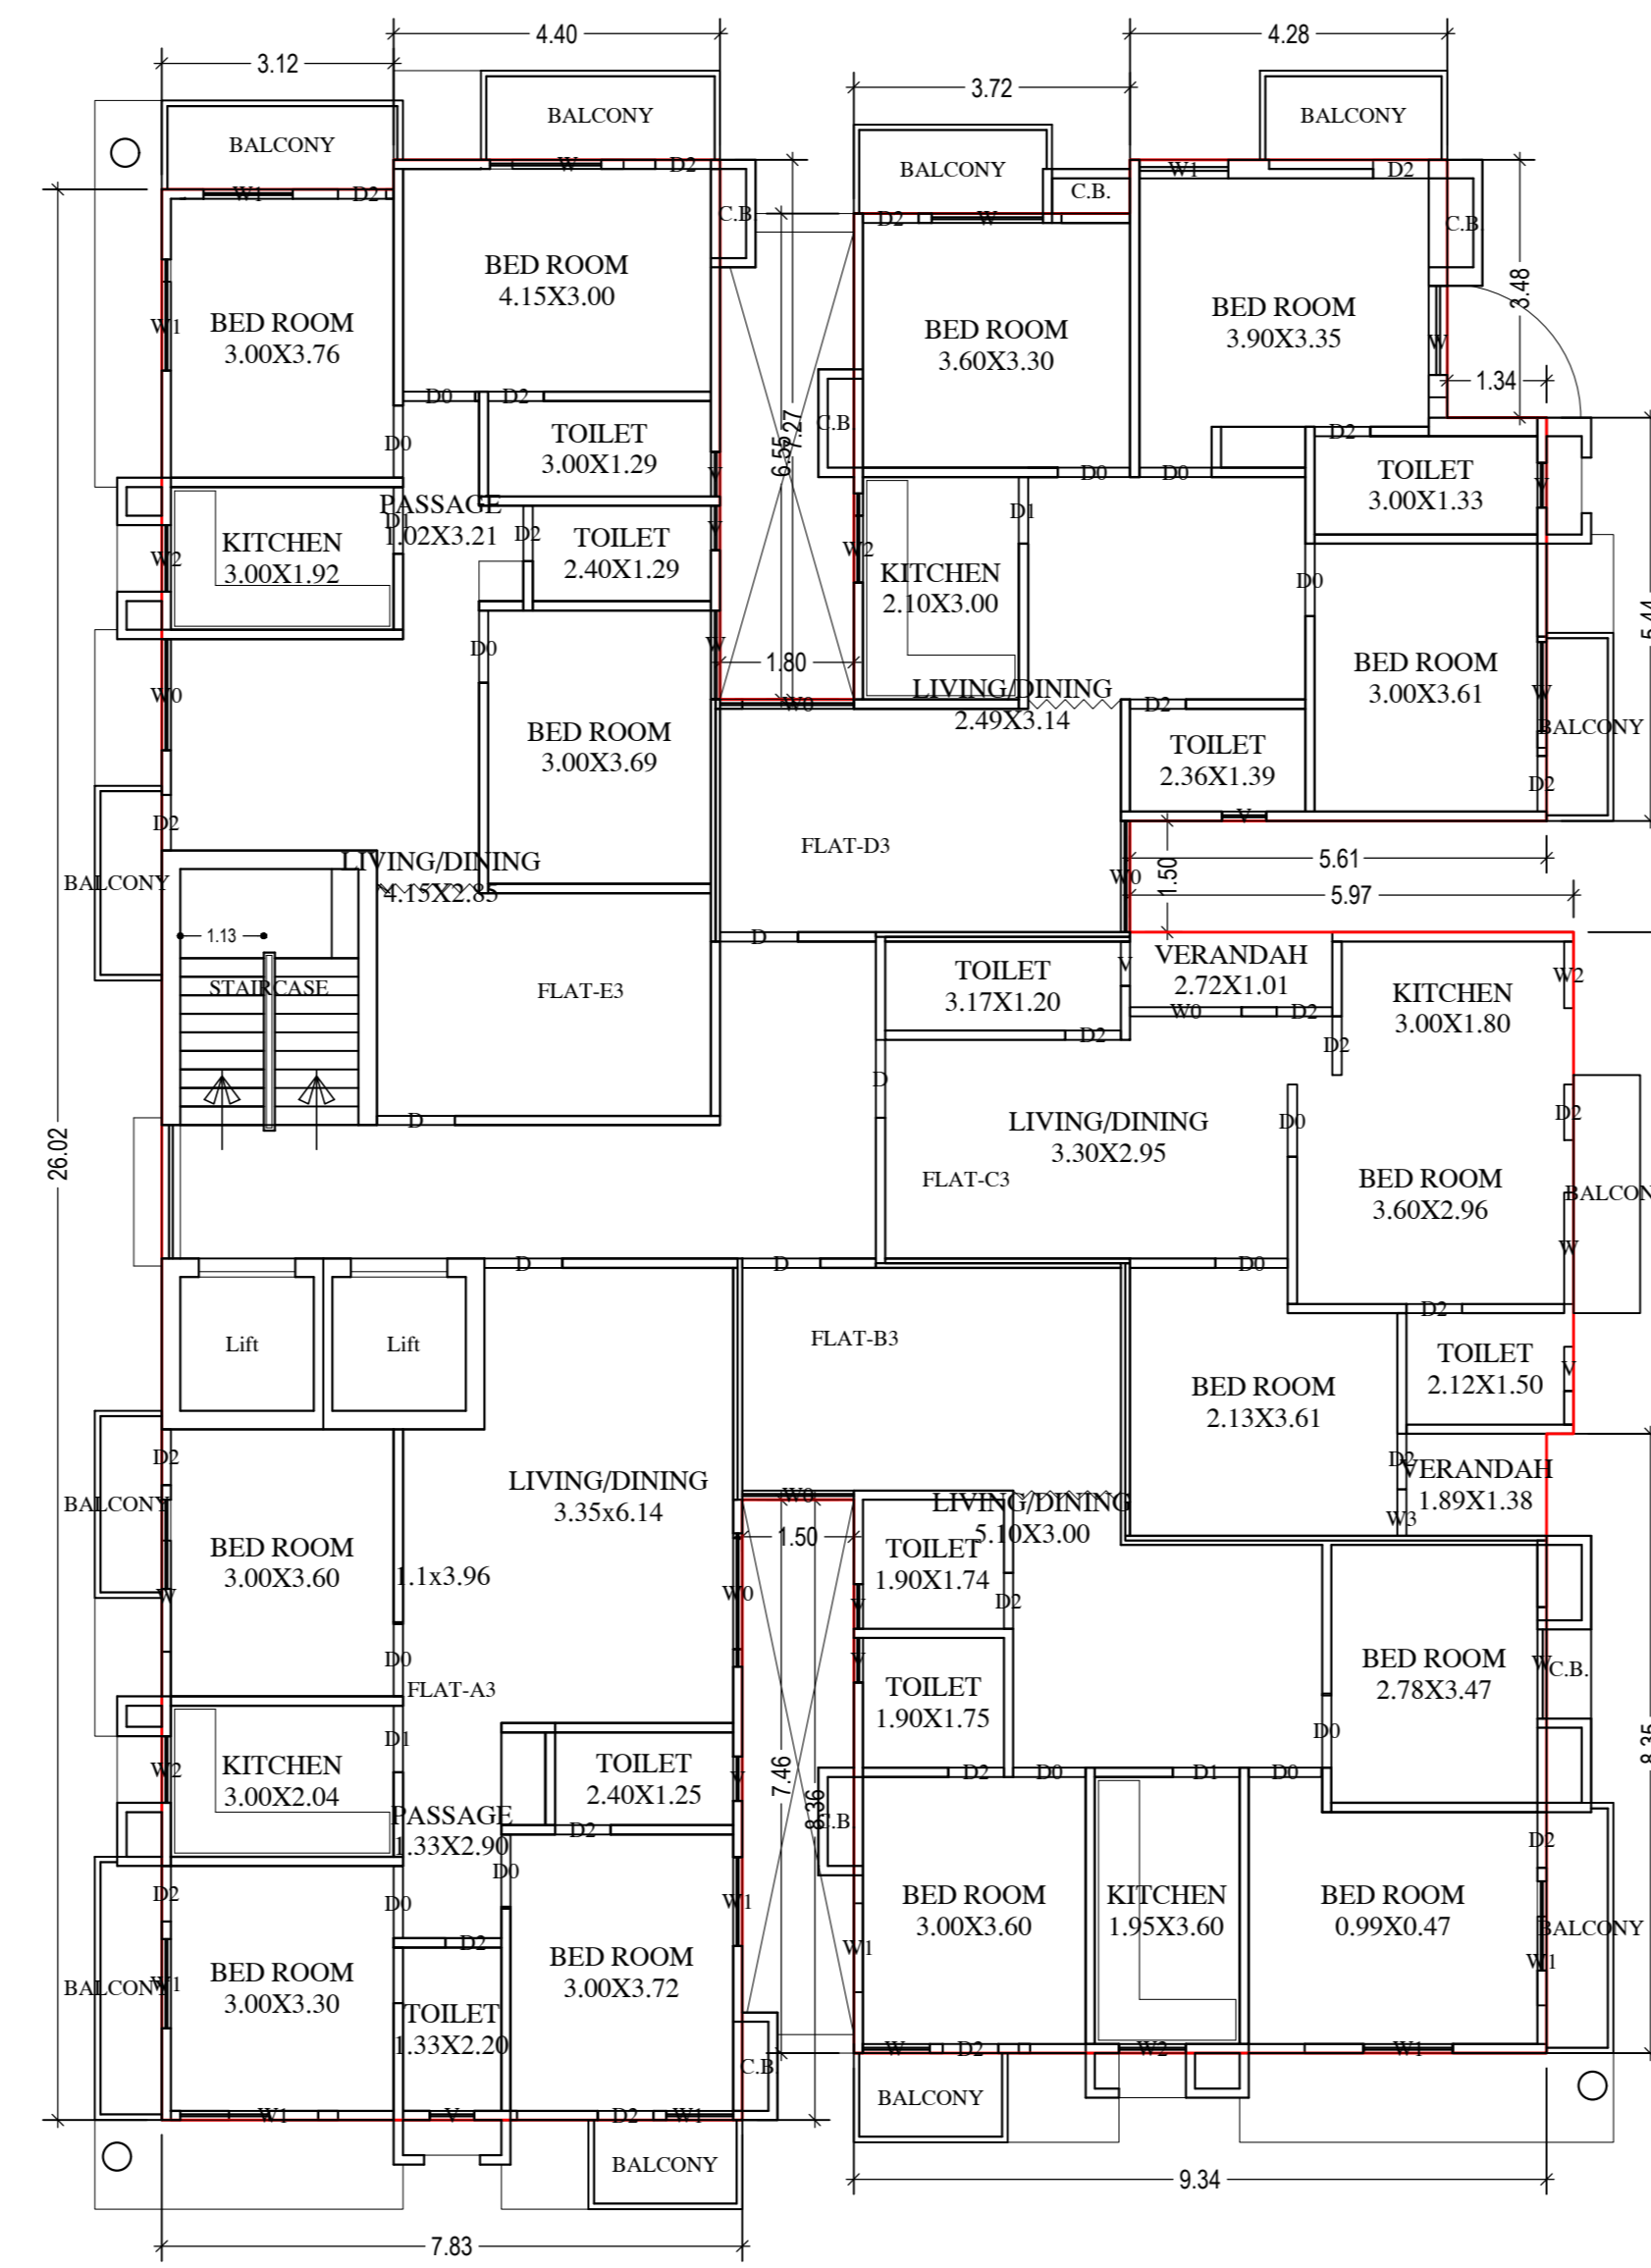 4.40
4.28
3.12
3.72
BALCONY
BALCONY
BALCONY
BALCONY
W
D2
W1
D2
W1
D2
C.B.
C.B.
D2
W
C.B.
BED ROOM
4.15X3.00
BED ROOM
3.90X3.35
3.48
BED ROOM
3.00X3.76
W1
BED ROOM
3.60X3.30
W
1.34
D0
D2
C.B.
6.55
7.27
D0
TOILET
3.00X1.29
D2
D0
D0
TOILET
3.00X1.33
V
V
PASSAGE
1.02X3.21
D1
D2
TOILET
2.40X1.29
V
D1
KITCHEN
3.00X1.92
W2
W2
KITCHEN
2.10X3.00
D0
5.44
D0
W
1.80
BED ROOM
3.00X3.61
W0
W0
LIVING/DINING
2.49X3.14
D2
W
BALCONY
BED ROOM
3.00X3.69
TOILET
2.36X1.39
D2
D2
V
FLAT-D3
LIVING/DINING
4.15X2.85
BALCONY
W0
1.50
5.61
5.97
1.13
D
VERANDAH
2.72X1.01
TOILET
3.17X1.20
V
W2
STAIRCASE
FLAT-E3
KITCHEN
3.00X1.80
W0
D2
D2
D2
D
D
D0
D2
LIVING/DINING
3.30X2.95
26.02
FLAT-C3
BED ROOM
3.60X2.96
BALCON
W
D
D
D0
D2
Lift
Lift
FLAT-B3
TOILET
2.12X1.50
V
BED ROOM
2.13X3.61
D2
D2
VERANDAH
1.89X1.38
W3
LIVING/DINING
3.35x6.14
W0
LIVING/DINING
5.10X3.00
BALCONY
1.50
BED ROOM
3.00X3.60
1.1x3.96
W
W0
TOILET
1.90X1.74
V
D2
D0
FLAT-A3
V
TOILET
1.90X1.75
BED ROOM
2.78X3.47
W
C.B.
D0
8.35
D1
KITCHEN
3.00X2.04
W2
TOILET
2.40X1.25
V
7.46
8.36
D2
D0
D1
D0
PASSAGE
1.33X2.90
D2
C.B.
D2
D0
D2
D0
W1
BED ROOM
3.00X3.60
KITCHEN
1.95X3.60
BED ROOM
0.99X0.47
BALCONY
W1
W1
D2
BED ROOM
3.00X3.72
BED ROOM
3.00X3.30
BALCONY
W1
TOILET
1.33X2.20
W
D2
W2
W1
C.B.
W1
V
D2
W1
BALCONY
BALCONY
9.34
7.83